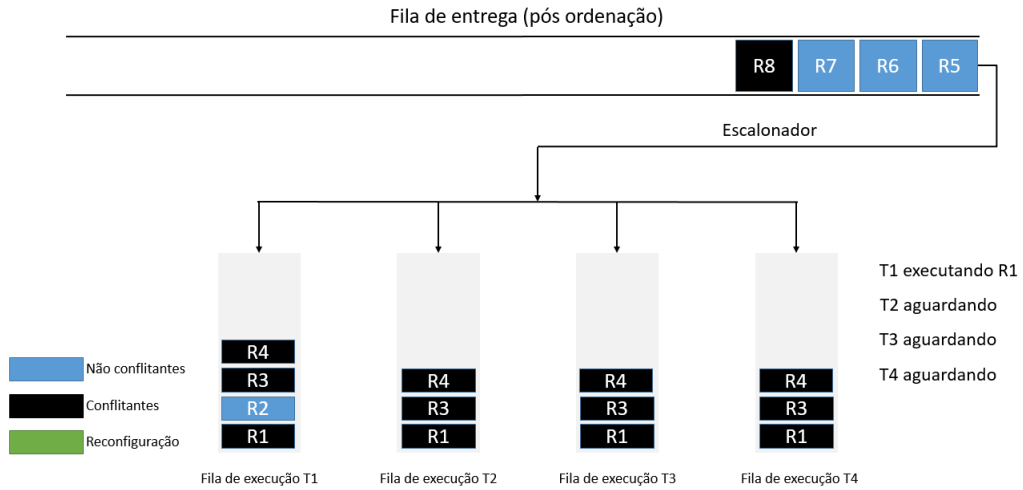 Fila de entrega (pós ordenação)
R8 R7 R6 R5
Escalonador
T1 executando R1
T2 aguardando
T3 aguardando
T4 aguardando
Não conflitantes
Conflitantes
Reconfiguração
R4
R3
R2
R1
Fila de execução T1
R4
R3
R1
Fila de execução T2
R4
R3
R1
Fila de execução T3
R4
R3
R1
Fila de execução T4